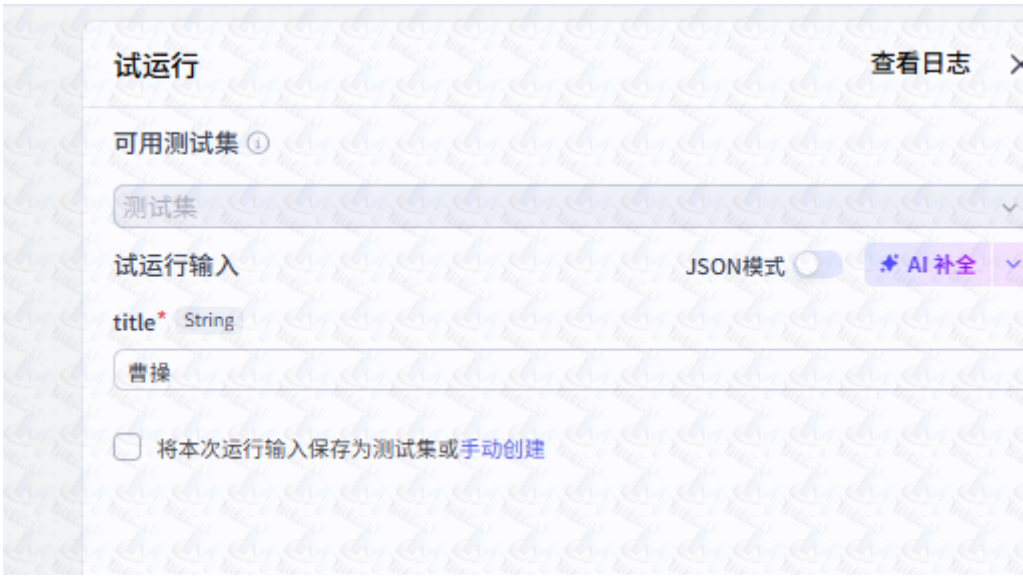 试运行 查看日志
可用测试集
测试集
试运行输入 JSON模式 AI 补全
title* String
曹操
将本次运行输入保存为测试集或手动创建